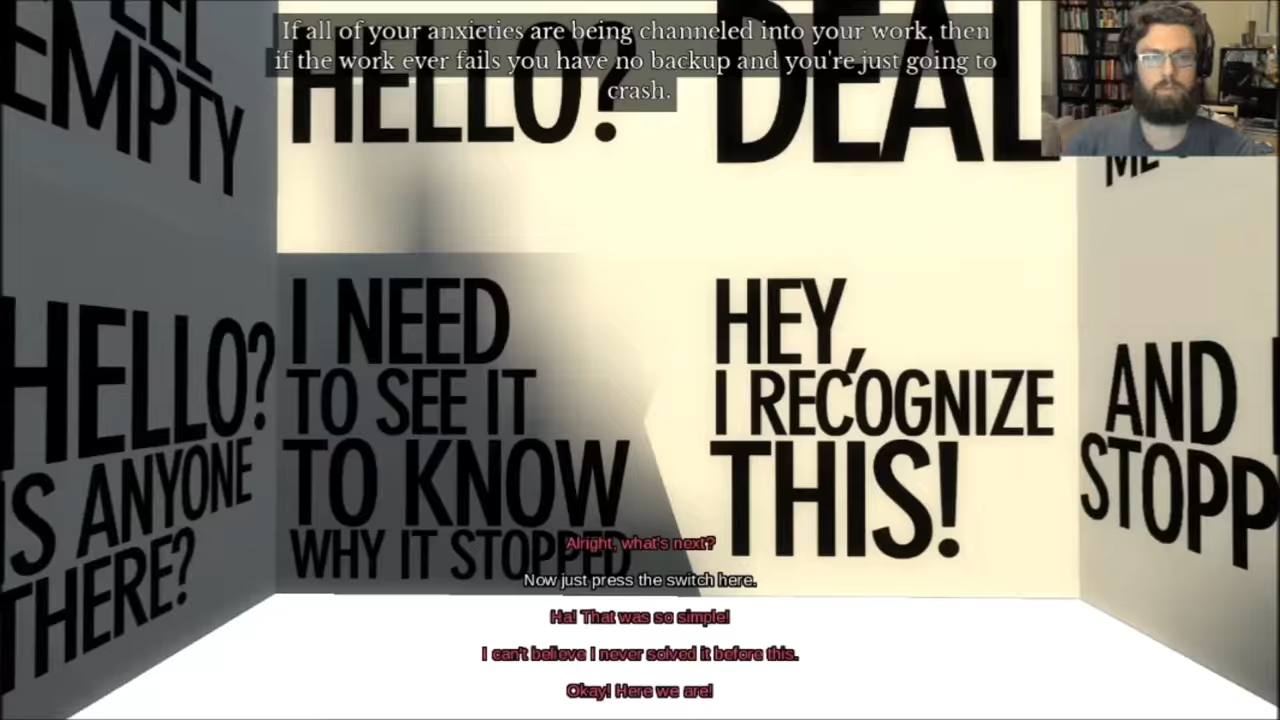 If all of your anxieties are being channeled into your work, then
if the work ever fails you have no backup and you're just going to
crash.
EMPTY
HELLO?
HELLO?
IS ANYONE
THERE?
I NEED
TO SEE IT
TO KNOW
WHY IT STOPPED
HEY,
I RECOGNIZE
THIS!
AND
Alright, what's next?
Now just press the switch here.
Ha! That was so simple!
I can't believe I never solved it before this.
Okay! Here we are!